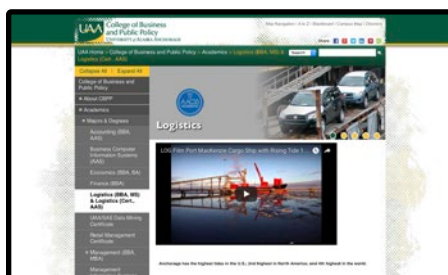 UAA
College of Business
and Public Policy
UNIVERSITY of ALASKA ANCHORAGE
Share
UAA Home > College of Business and Public Policy > Academics > Logistics (BBA, MS) &
Logistics (Cert., AAS)
Search
Collapse All | Expand All
College of Business and
Public Policy
About CBPP
Academics
Majors & Degrees
Accounting (BBA,
AAS)
Business Computer
Information Systems
(AAS)
Economics (BBA, BA)
Finance (BBA)
Logistics (BBA, MS)
& Logistics (Cert.,
AAS)
UAA/SAS Data Mining
Certificate
Retail Management
Certificate
Management (BBA,
MBA)
Management
AACSB
Logistics
LOG Film Port MacKenzie Cargo Ship with Rising Tide 1...
Anchorage has the highest tides in the U.S., 2nd highest in North America, and 4th highest in the world.